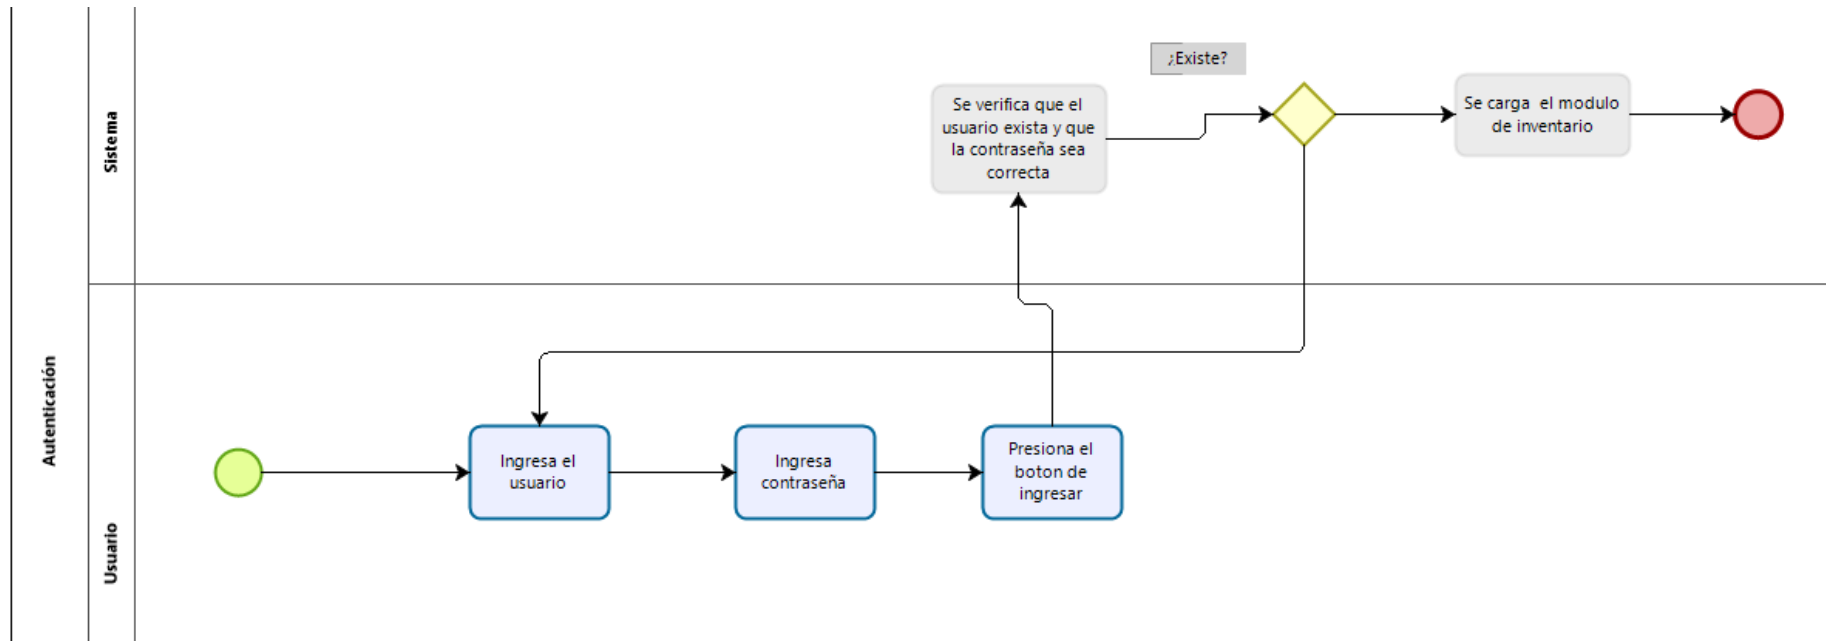 Autenticación
Sistema
¿Existe?
Se verifica que el
usuario exista y que
la contraseña sea
correcta
Se carga el modulo
de inventario
Usuario
Ingresa el
usuario
Ingresa
contraseña
Presiona el
boton de
ingresar